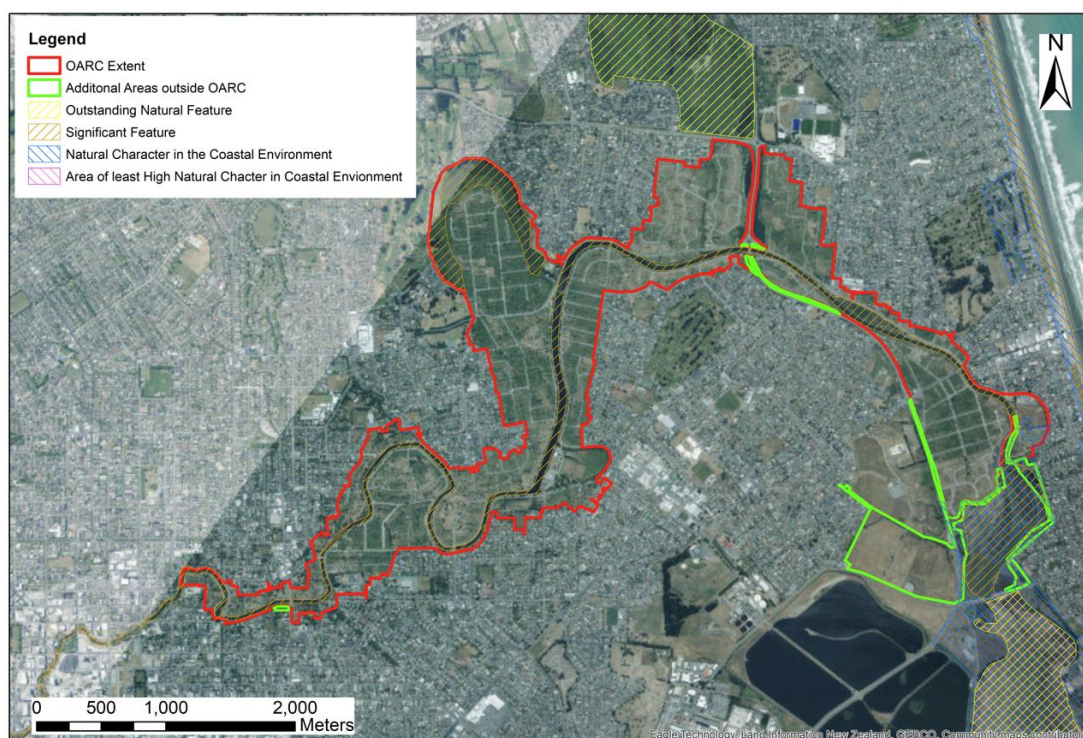 Legend
OARC Extent
Additonal Areas outside OARC
Outstanding Natural Feature
Significant Feature
Natural Character in the Coastal Environment
Area of least High Natural Chacter in Coastal Envionment
N
0 500 1,000 2,000
Meters
Eagle Technology, Land Information New Zealand, GEBCO, Community maps contributors